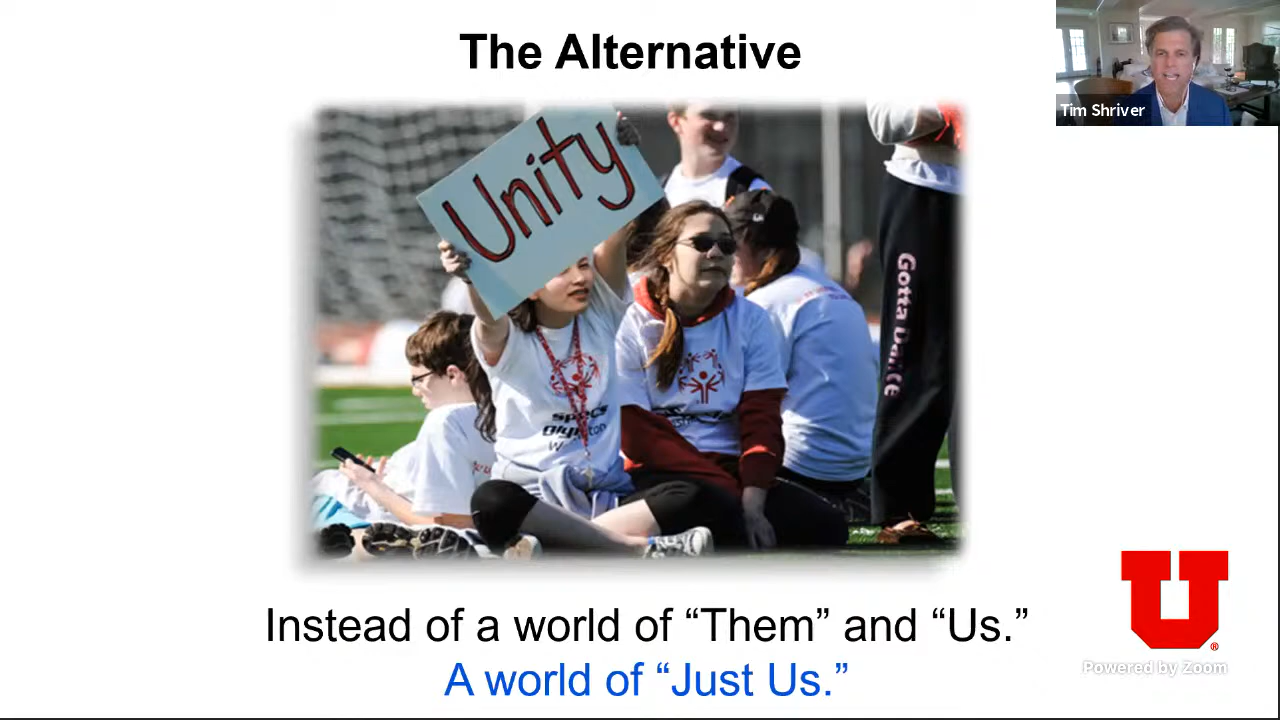 The Alternative
Tim Shriver
Unity
Gotta Dance
Instead of a world of “Them” and “Us.”
A world of “Just Us.”
U
®
Powered by Zoom